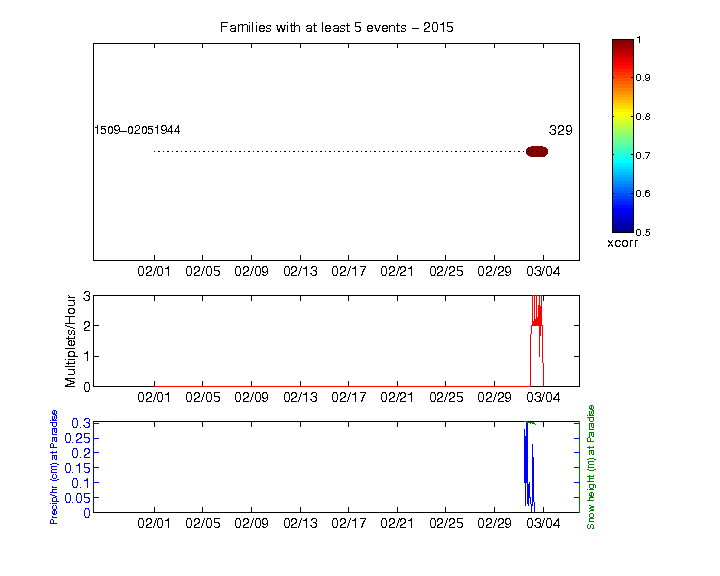 Families with at least 5 events – 2015
1509–02051944
329
02/01 02/05 02/09 02/13 02/17 02/21 02/25 02/29 03/04
1
0.9
0.8
0.7
0.6
0.5
xcorr
Multiplets/Hour
3
2
1
0
02/01 02/05 02/09 02/13 02/17 02/21 02/25 02/29 03/04
Precip/hr (cm) at Paradise
0.3
0.25
0.2
0.15
0.1
0.05
0
02/01 02/05 02/09 02/13 02/17 02/21 02/25 02/29 03/04
Snow height (m) at Paradise